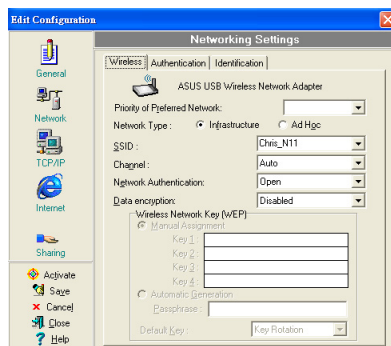 Edit Configuration
Networking Settings
General
Network
TCP/IP
Internet
Sharing
Activate
Save
Cancel
Close
Help
Wireless Authentication Identification
ASUS USB Wireless Network Adapter
Priority of Preferred Network:
Network Type : Infrastructure Ad Hoc
SSID : Chris_N11
Channel : Auto
Network Authentication: Open
Data encryption: Disabled
Wireless Network Key (WEP)
Manual Assignment
Key 1 :
Key 2 :
Key 3 :
Key 4 :
Automatic Generation
Passphrase :
Default Key : Key Rotation